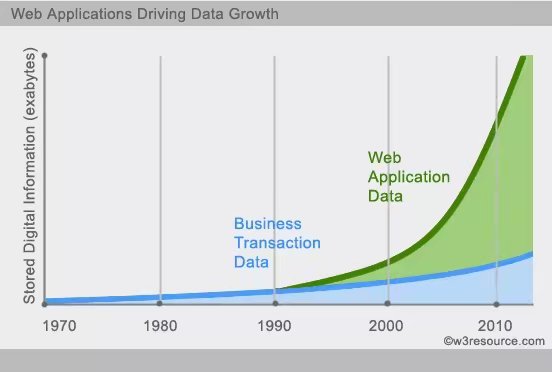 Web Applications Driving Data Growth
Stored Digital Information (exabytes)
Web
Application
Data
Business
Transaction
Data
1970 1980 1990 2000 2010
©w3resource.com